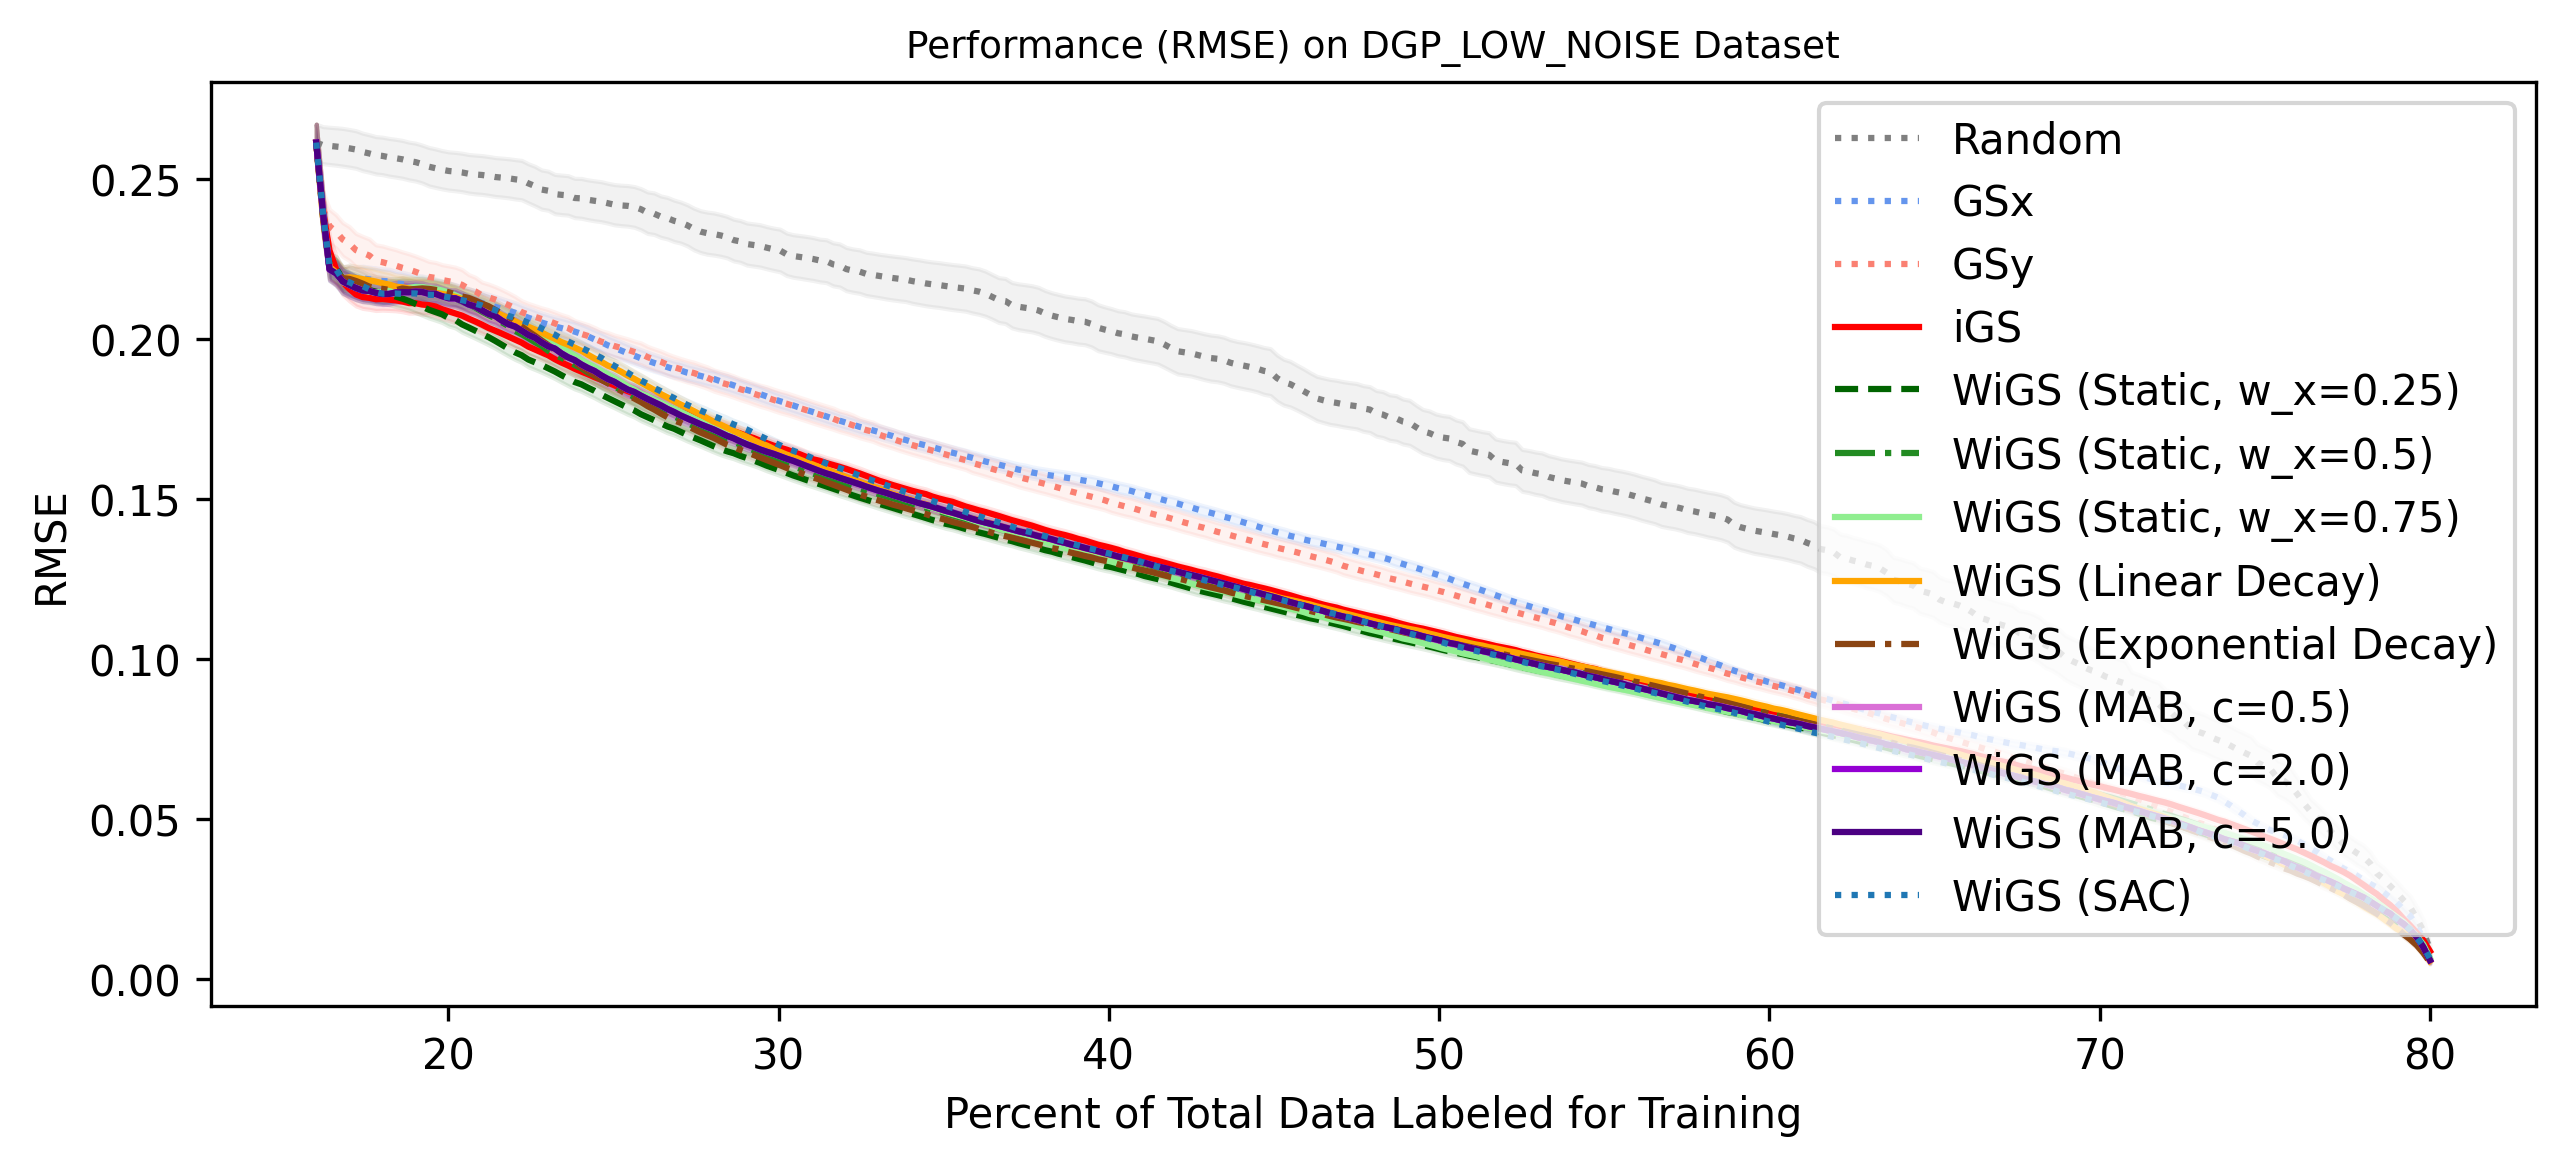 Performance (RMSE) on DGP_LOW_NOISE Dataset
RMSE
0.25
0.20
0.15
0.10
0.05
0.00
Random
GSx
GSy
iGS
WiGS (Static, w_x=0.25)
WiGS (Static, w_x=0.5)
WiGS (Static, w_x=0.75)
WiGS (Linear Decay)
WiGS (Exponential Decay)
WiGS (MAB, c=0.5)
WiGS (MAB, c=2.0)
WiGS (MAB, c=5.0)
WiGS (SAC)
20 30 40 50 60 70 80
Percent of Total Data Labeled for Training